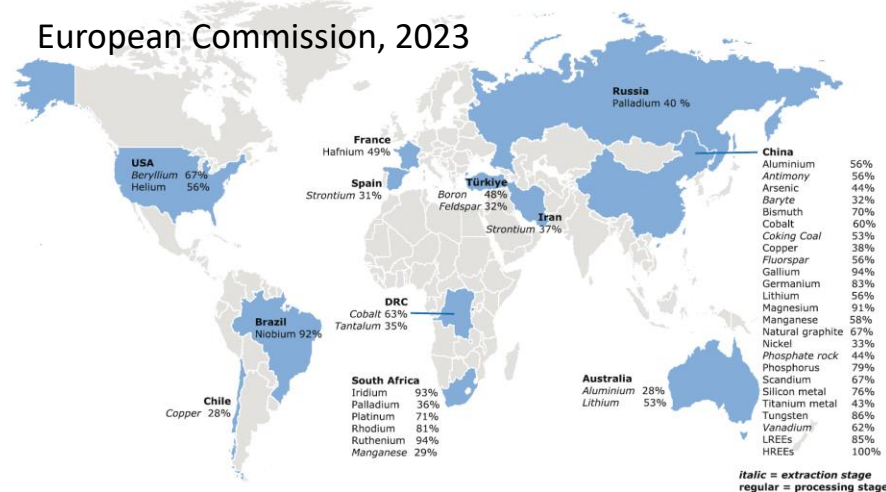 European Commission, 2023
Russia
Palladium 40 %
France
Hafnium 49%
USA
Beryllium 67%
Helium 56%
Spain
Strontium 31%
Türkiye
Boron 48%
Feldspar 32%
Iran
Strontium 37%
China
Aluminium 56%
Antimony 56%
Arsenic 44%
Baryte 32%
Bismuth 70%
Cobalt 60%
Coking Coal 53%
Copper 38%
Fluorspar 56%
Gallium 94%
Germanium 83%
Lithium 56%
Magnesium 91%
Manganese 58%
Natural graphite 67%
Nickel 33%
Phosphate rock 44%
Phosphorus 79%
Scandium 67%
Silicon metal 76%
Titanium metal 43%
Tungsten 86%
Vanadium 62%
LREEs 85%
HREEs 100%
DRC
Cobalt 63%
Tantalum 35%
Brazil
Niobium 92%
Chile
Copper 28%
South Africa
Iridium 93%
Palladium 36%
Platinum 71%
Rhodium 81%
Ruthenium 94%
Manganese 29%
Australia
Aluminium 28%
Lithium 53%
italic = extraction stage
regular = processing stage